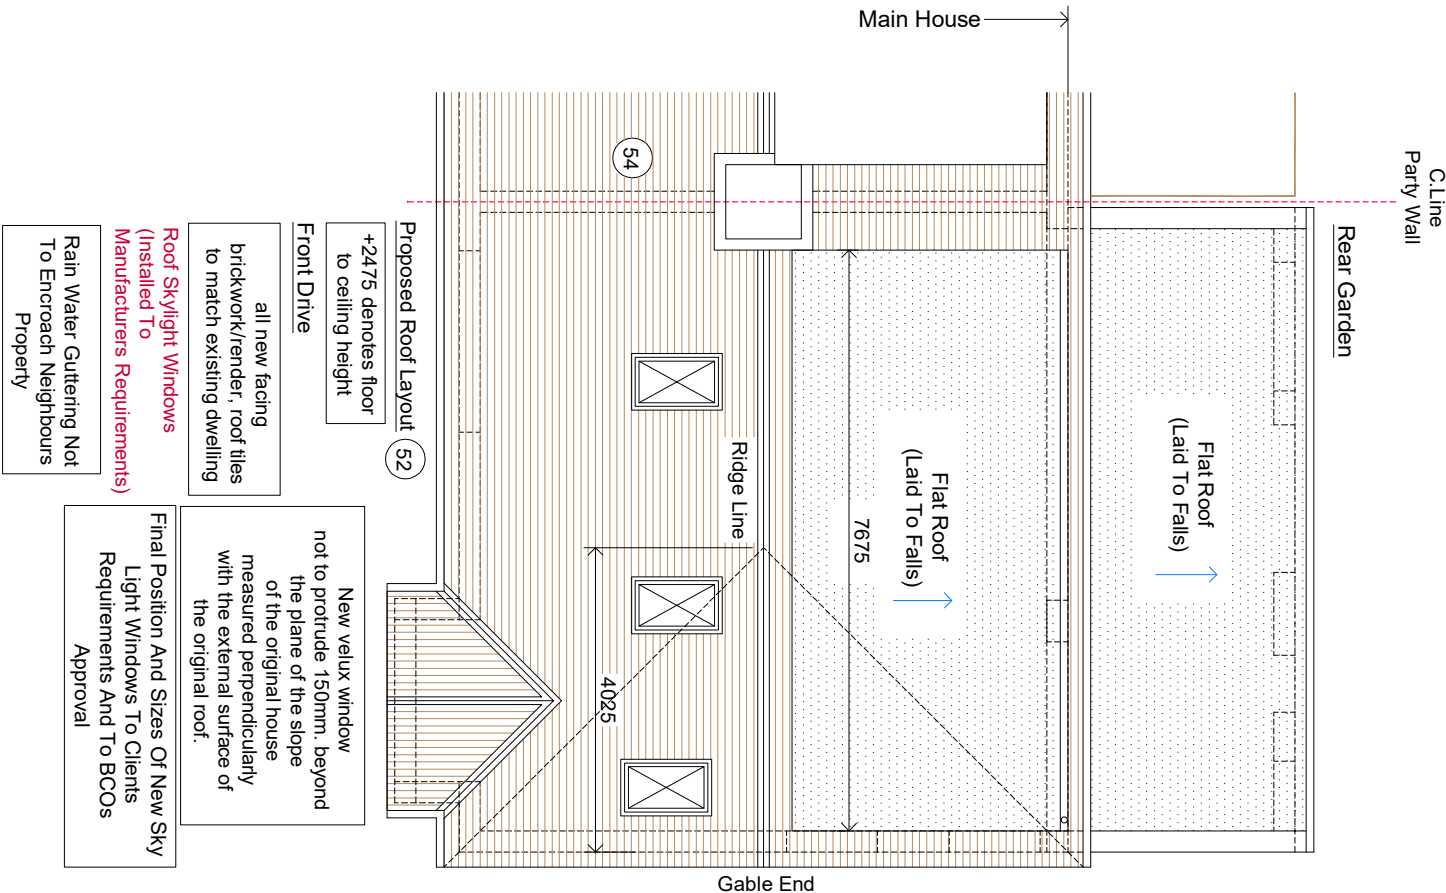 Main House
C.Line
Party Wall
Rear Garden
Flat Roof
(Laid To Falls)
Flat Roof
(Laid To Falls)
7675
Ridge Line
4025
54
52
Proposed Roof Layout
+2475 denotes floor
to ceiling height
Front Drive
all new facing
brickwork/render, roof tiles
to match existing dwelling
Roof Skylight Windows
(Installed To
Manufacturers Requirements)
Rain Water Guttering Not
To Encroach Neighbours
Property
New velux window
not to protrude 150mm. beyond
the plane of the slope
of the original house
measured perpendicularly
with the external surface of
the original roof.
Final Position And Sizes Of New Sky
Light Windows To Clients
Requirements And To BCOs
Approval
Gable End